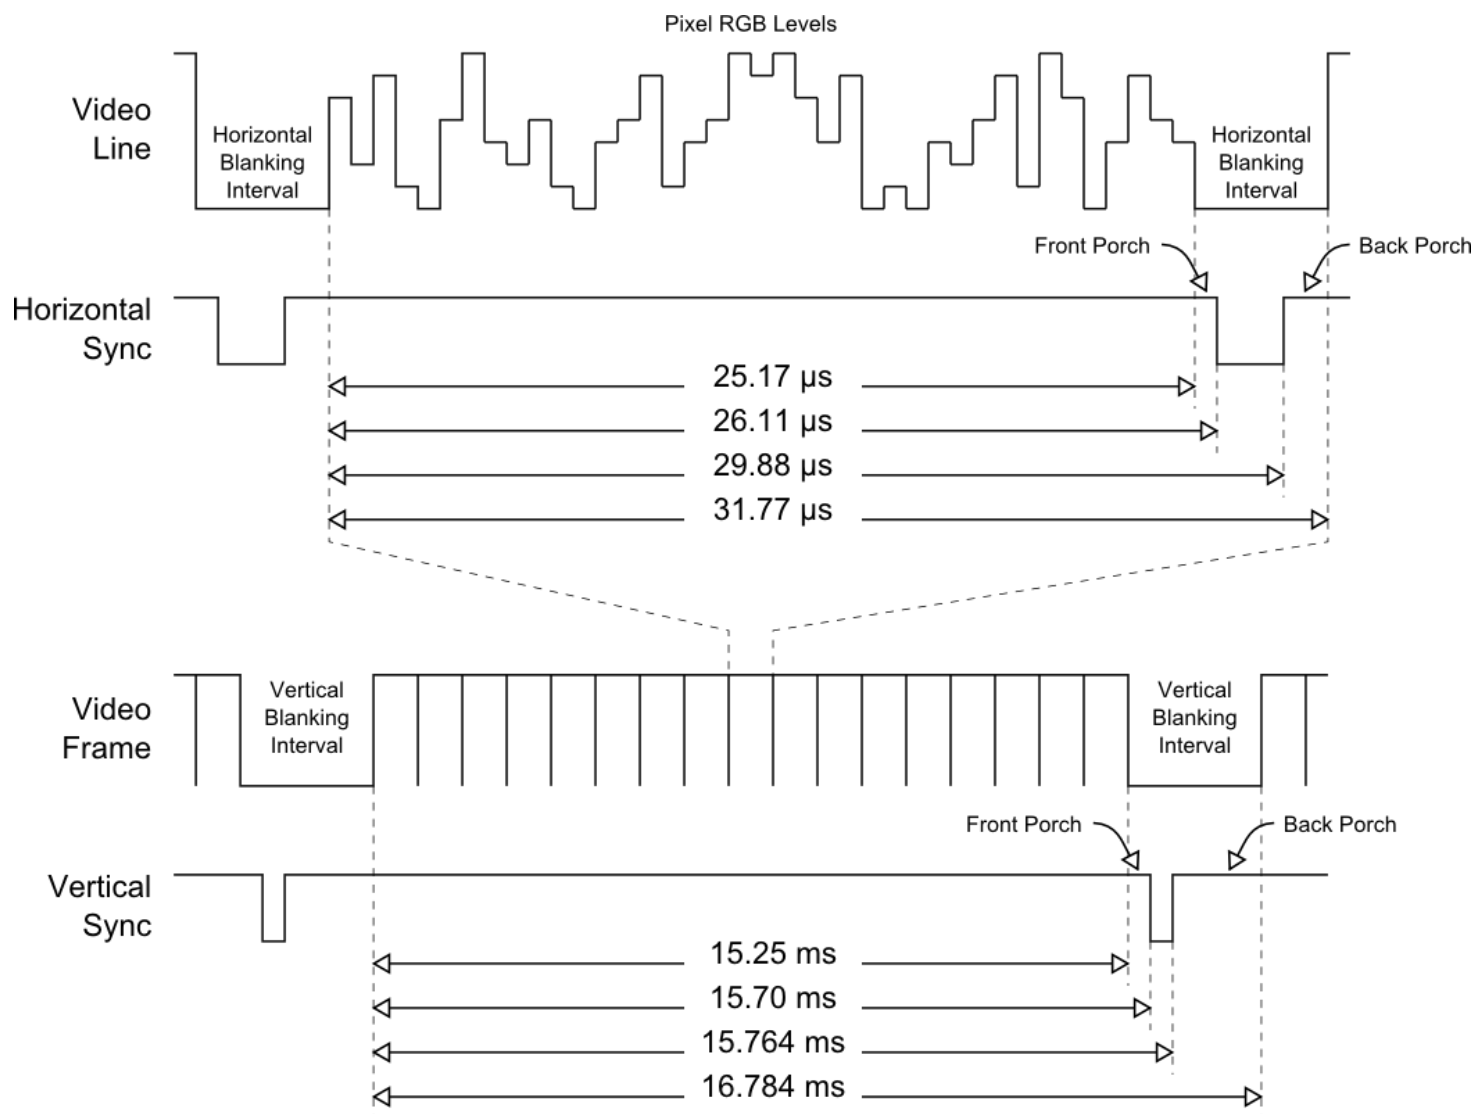 Pixel RGB Levels
Video
Line
Horizontal
Blanking
Interval
Horizontal
Blanking
Interval
Front Porch
Back Porch
Horizontal
Sync
25.17 µs
26.11 µs
29.88 µs
31.77 µs
Video
Frame
Vertical
Blanking
Interval
Vertical
Blanking
Interval
Front Porch
Back Porch
Vertical
Sync
15.25 ms
15.70 ms
15.764 ms
16.784 ms